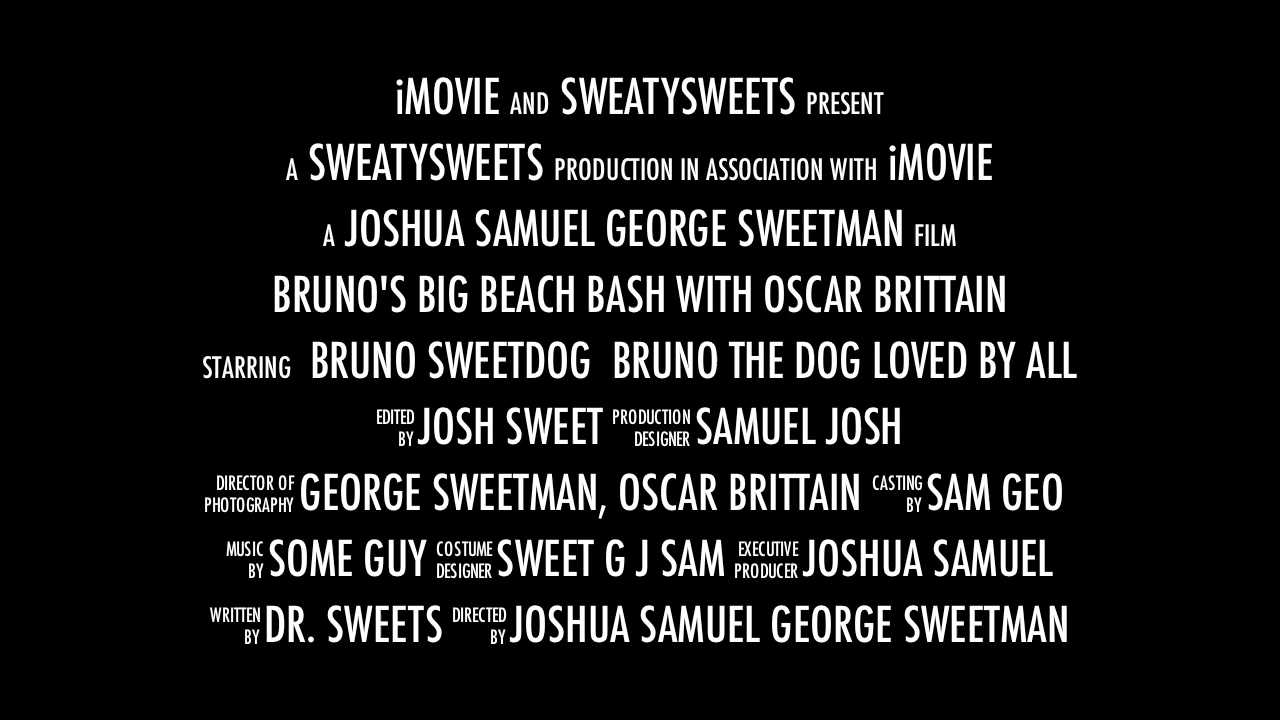 iMOVIE AND SWEATYSWEETS PRESENT
A SWEATYSWEETS PRODUCTION IN ASSOCIATION WITH iMOVIE
A JOSHUA SAMUEL GEORGE SWEETMAN FILM
BRUNO'S BIG BEACH BASH WITH OSCAR BRITTAIN
STARRING BRUNO SWEETDOG BRUNO THE DOG LOVED BY ALL
EDITED BY JOSH SWEET PRODUCTION DESIGNER SAMUEL JOSH
DIRECTOR OF PHOTOGRAPHY GEORGE SWEETMAN, OSCAR BRITTAIN CASTING BY SAM GEO
MUSIC BY SOME GUY COSTUME DESIGNER SWEET G J SAM EXECUTIVE PRODUCER JOSHUA SAMUEL
WRITTEN BY DR. SWEETS DIRECTED BY JOSHUA SAMUEL GEORGE SWEETMAN